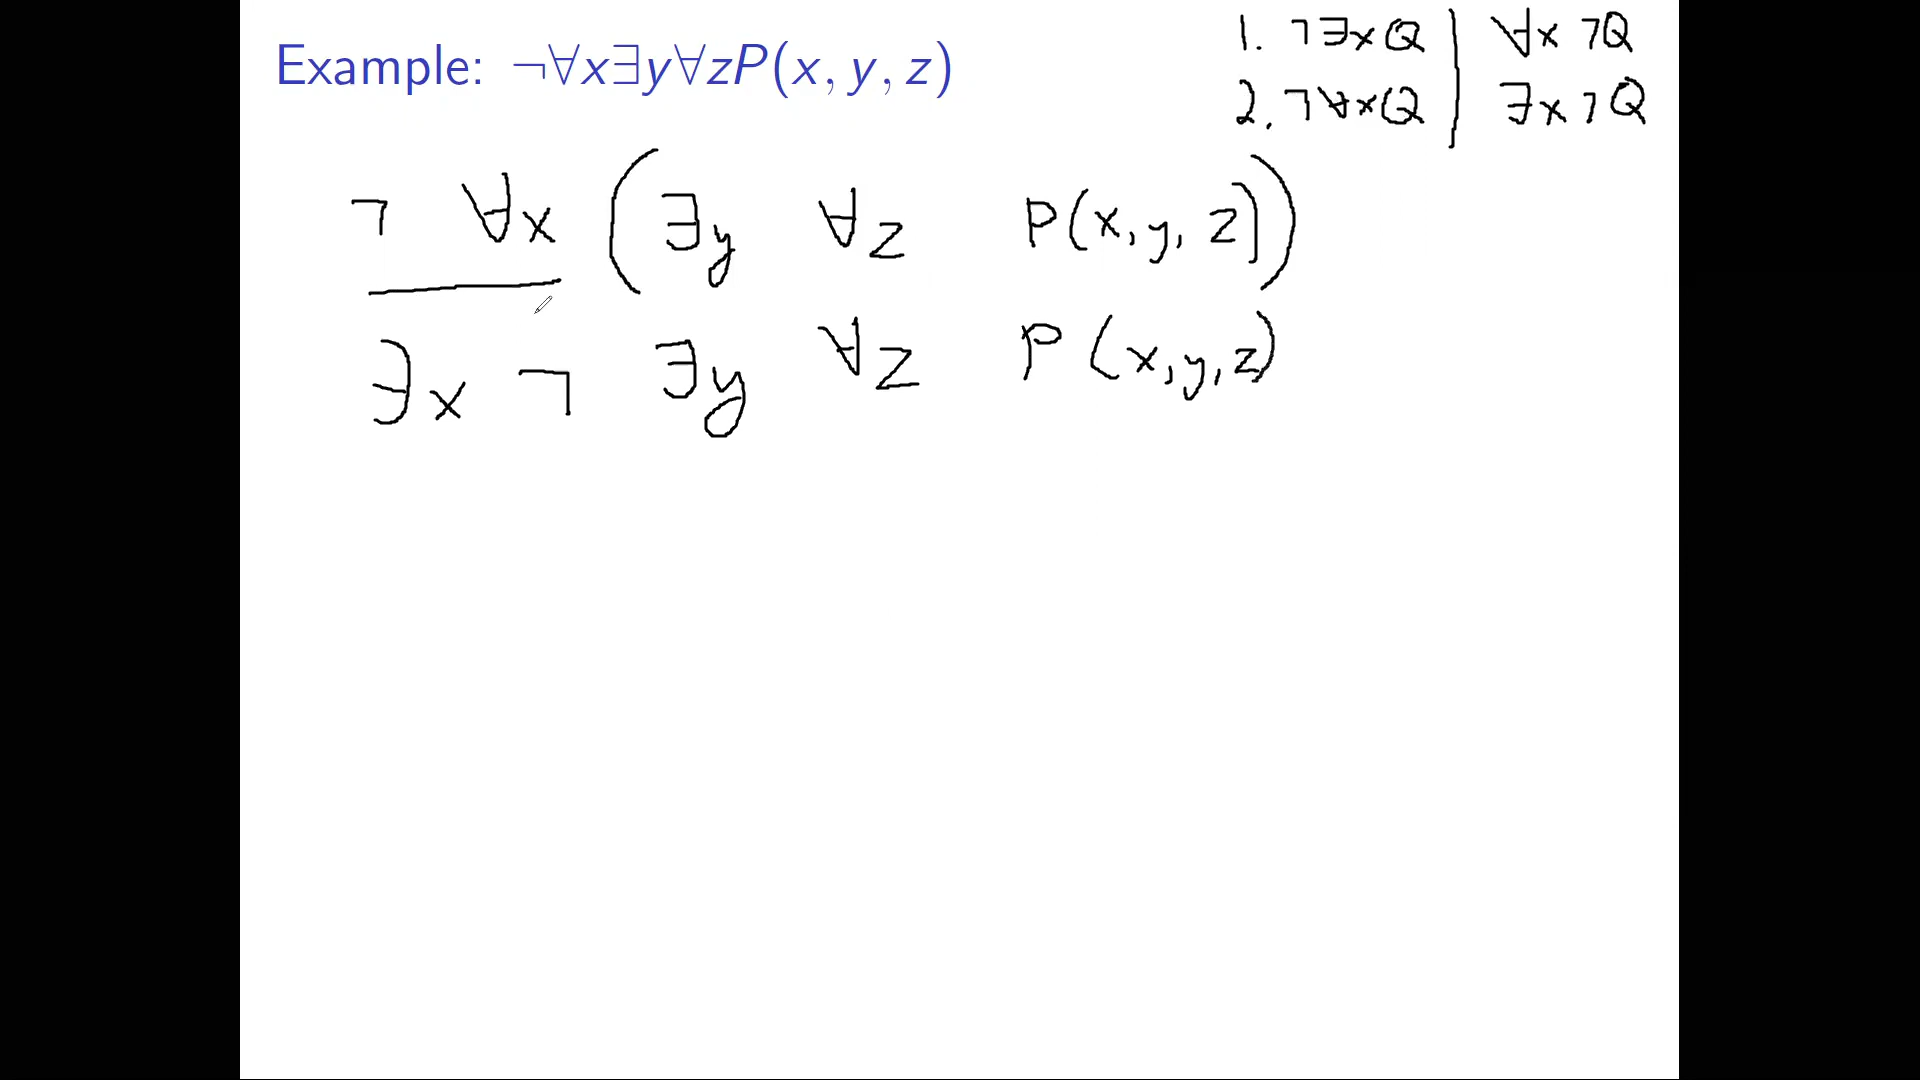 Example: ¬∀x∃y∀zP(x, y, z)
1. ¬∃xQ | ∀x ¬Q
2. ¬∀xQ | ∃x ¬Q
¬ ∀x (∃y ∀z P(x, y, z))
∃x ¬ ∃y ∀z P (x, y, z)